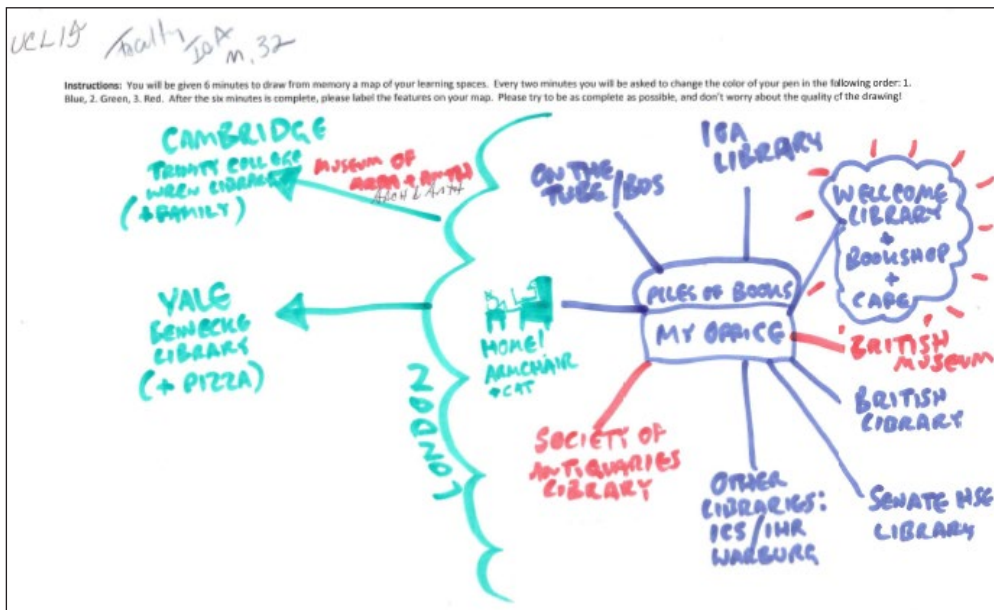 UCL15 Faculty IOA m, 32
Instructions: You will be given 6 minutes to draw from memory a map of your learning spaces. Every two minutes you will be asked to change the color of your pen in the following order: 1.
Blue, 2. Green, 3. Red. After the six minutes is complete, please label the features on your map. Please try to be as complete as possible, and don't worry about the quality of the drawing!
CAMBRIDGE
TRINITY COLLEGE
WREN LIBRARY
(+ FAMILY)
MUSEUM OF
ARCH & ANTH
YALE
BEINECKE
LIBRARY
(+ PIZZA)
LONDON
HOME!
ARMCHAIR
+ CAT
ON THE
TUBE/BUS
IOA
LIBRARY
WELLCOME
LIBRARY
+
BOOKSHOP
+
CAFE
PILES OF BOOKS
MY OFFICE
BRITISH
MUSEUM
BRITISH
LIBRARY
SENATE HSE
LIBRARY
OTHER
LIBRARIES:
ICS/IHR
WARBURG
SOCIETY OF
ANTIQUARIES
LIBRARY